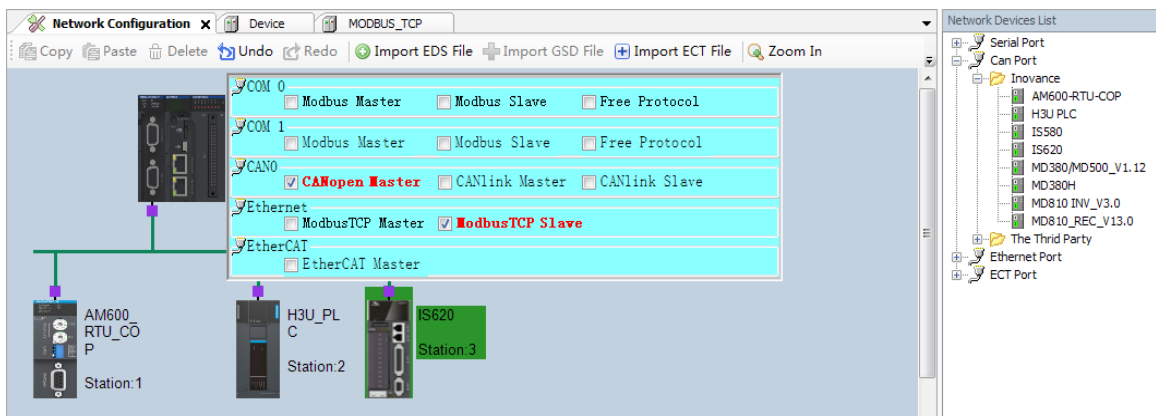 Network Configuration x Device MODBUS_TCP
Copy Paste Delete Undo Redo Import EDS File Import GSD File Import ECT File Zoom In
COM 0
Modbus Master Modbus Slave Free Protocol
COM 1
Modbus Master Modbus Slave Free Protocol
CAN0
CANopen Master CANlink Master CANlink Slave
Ethernet
ModbusTCP Master ModbusTCP Slave
EtherCAT
EtherCAT Master
AM600_
RTU_CO
P
Station:1
H3U_PL
C
Station:2
IS620
Station:3
Network Devices List
Serial Port
Can Port
Inovance
AM600-RTU-COP
H3U PLC
IS580
IS620
MD380/MD500_V1.12
MD380H
MD810 INV_V3.0
MD810_REC_V13.0
The Thrid Party
Ethernet Port
ECT Port